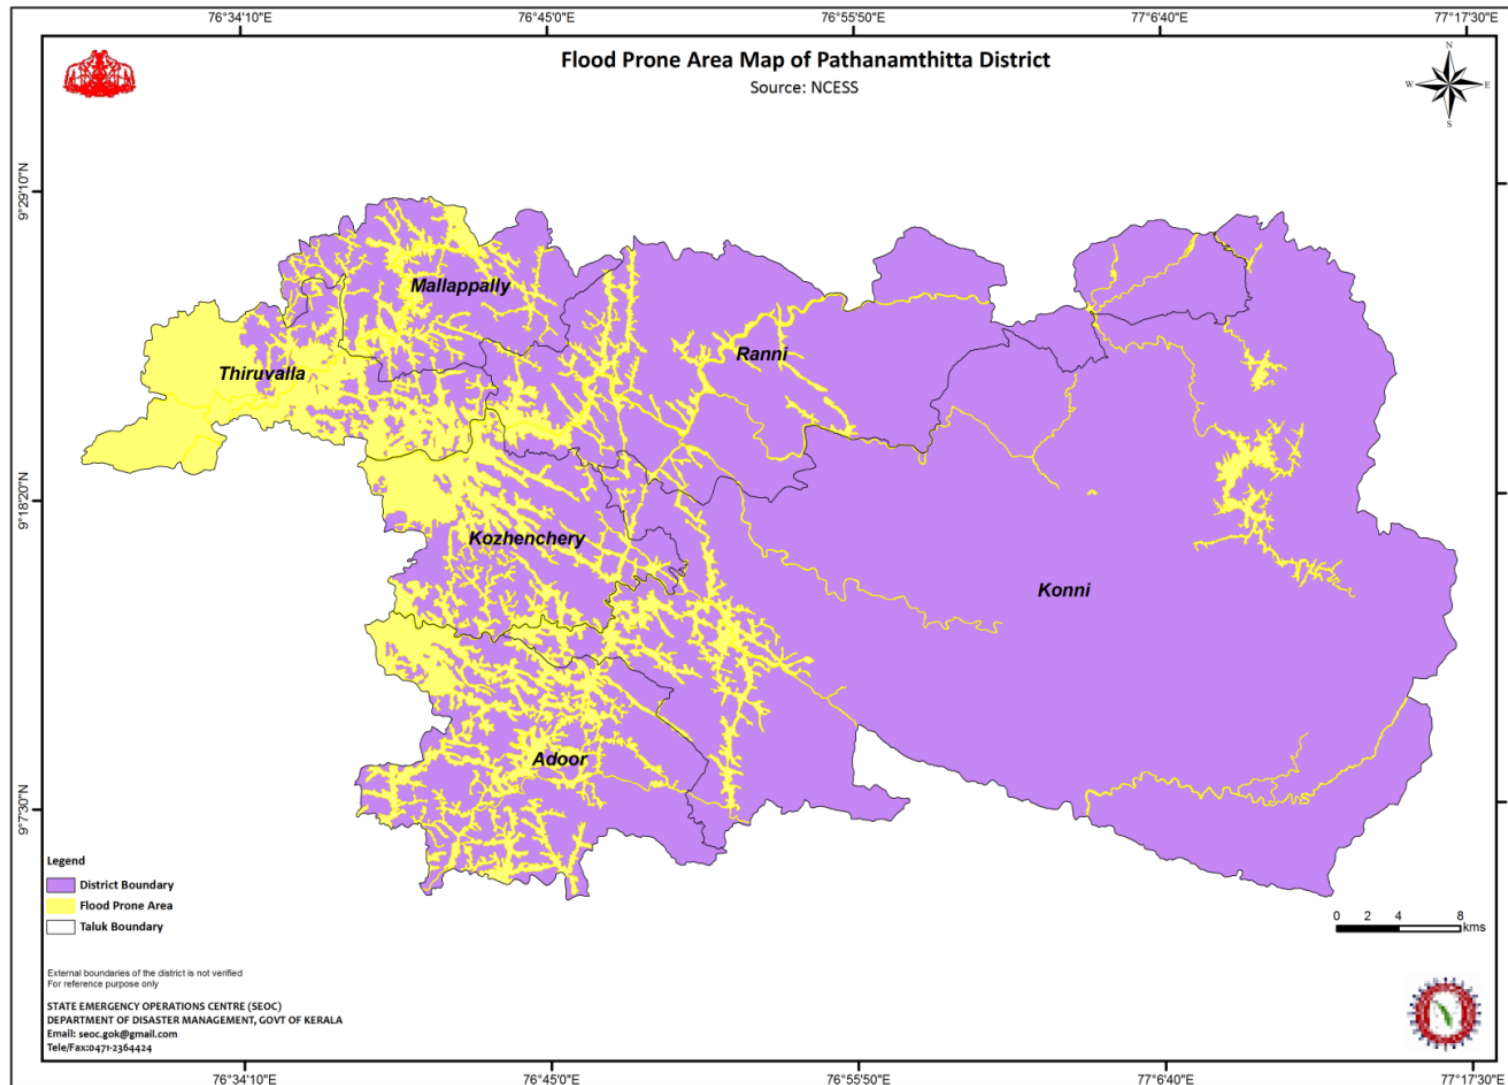 76°34'10"E 76°45'0"E 76°55'50"E 77°6'40"E 77°17'30"E
Flood Prone Area Map of Pathanamthitta District
Source: NCESS
N
W E
S
9°29'10"N
9°18'20"N
9°7'30"N
Mallappally
Ranni
Thiruvalla
Kozhenchery
Konni
Adoor
Legend
District Boundary
Flood Prone Area
Taluk Boundary
0 2 4 8
kms
External boundaries of the district is not verified
For reference purpose only
STATE EMERGENCY OPERATIONS CENTRE (SEOC)
DEPARTMENT OF DISASTER MANAGEMENT, GOVT OF KERALA
Email: seoc.gok@gmail.com
Tele/Fax:0471-2364424
76°34'10"E 76°45'0"E 76°55'50"E 77°6'40"E 77°17'30"E